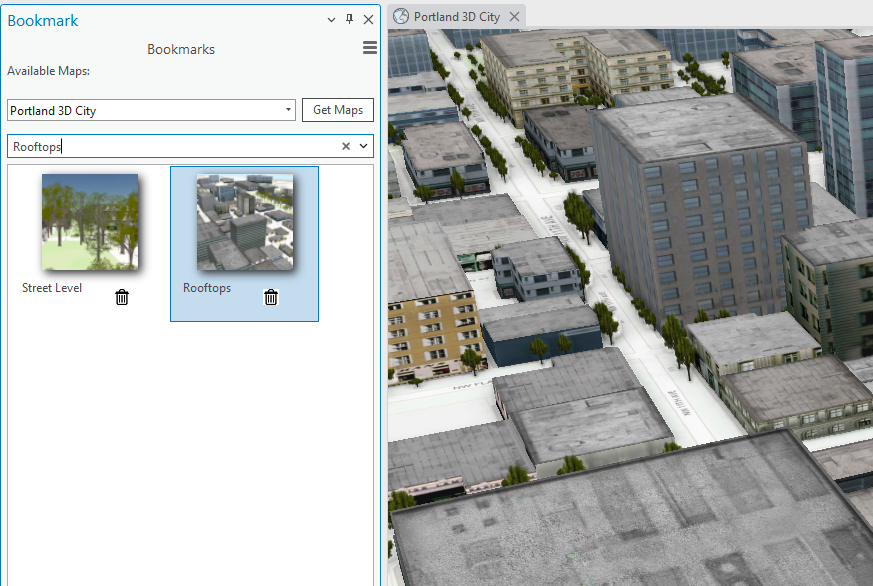 Bookmark
Bookmarks
Available Maps:
Portland 3D City
Get Maps
Rooftops
Street Level
Rooftops
Portland 3D City